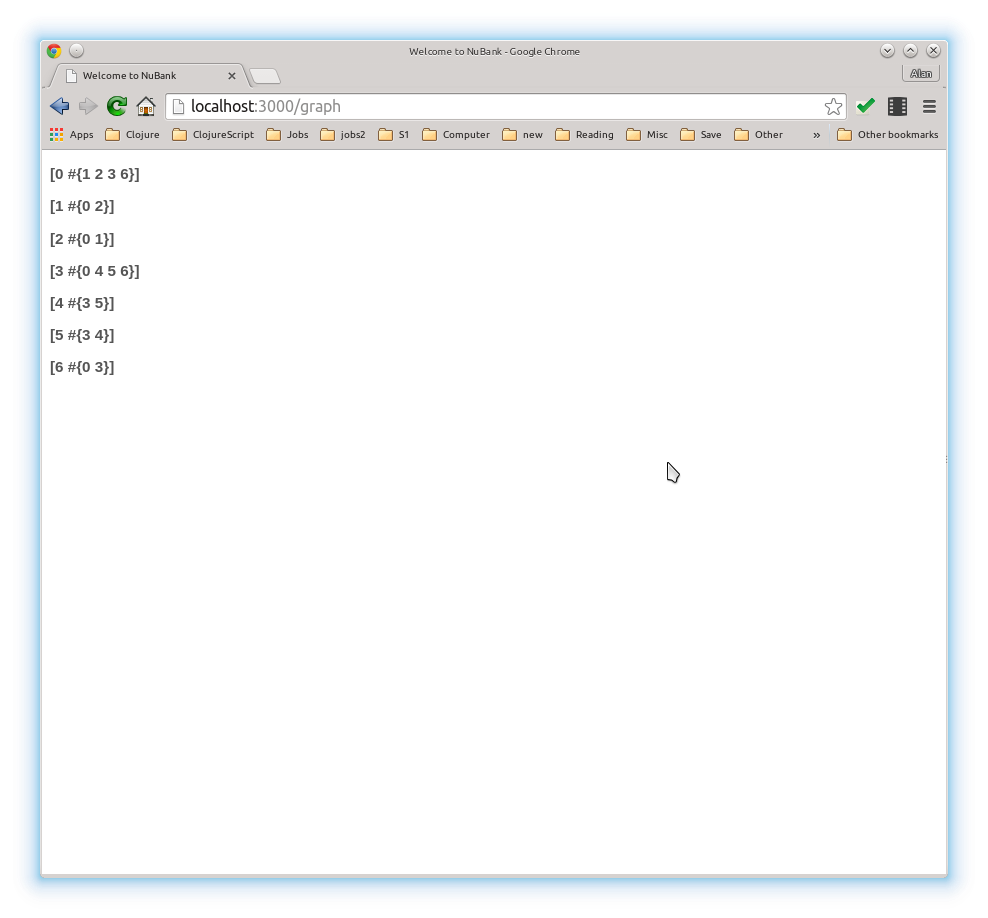 Welcome to NuBank - Google Chrome
Welcome to NuBank
Alan
localhost:3000/graph
Apps Clojure ClojureScript Jobs jobs2 S1 Computer new Reading Misc Save Other » Other bookmarks
[0 #{1 2 3 6}]
[1 #{0 2}]
[2 #{0 1}]
[3 #{0 4 5 6}]
[4 #{3 5}]
[5 #{3 4}]
[6 #{0 3}]